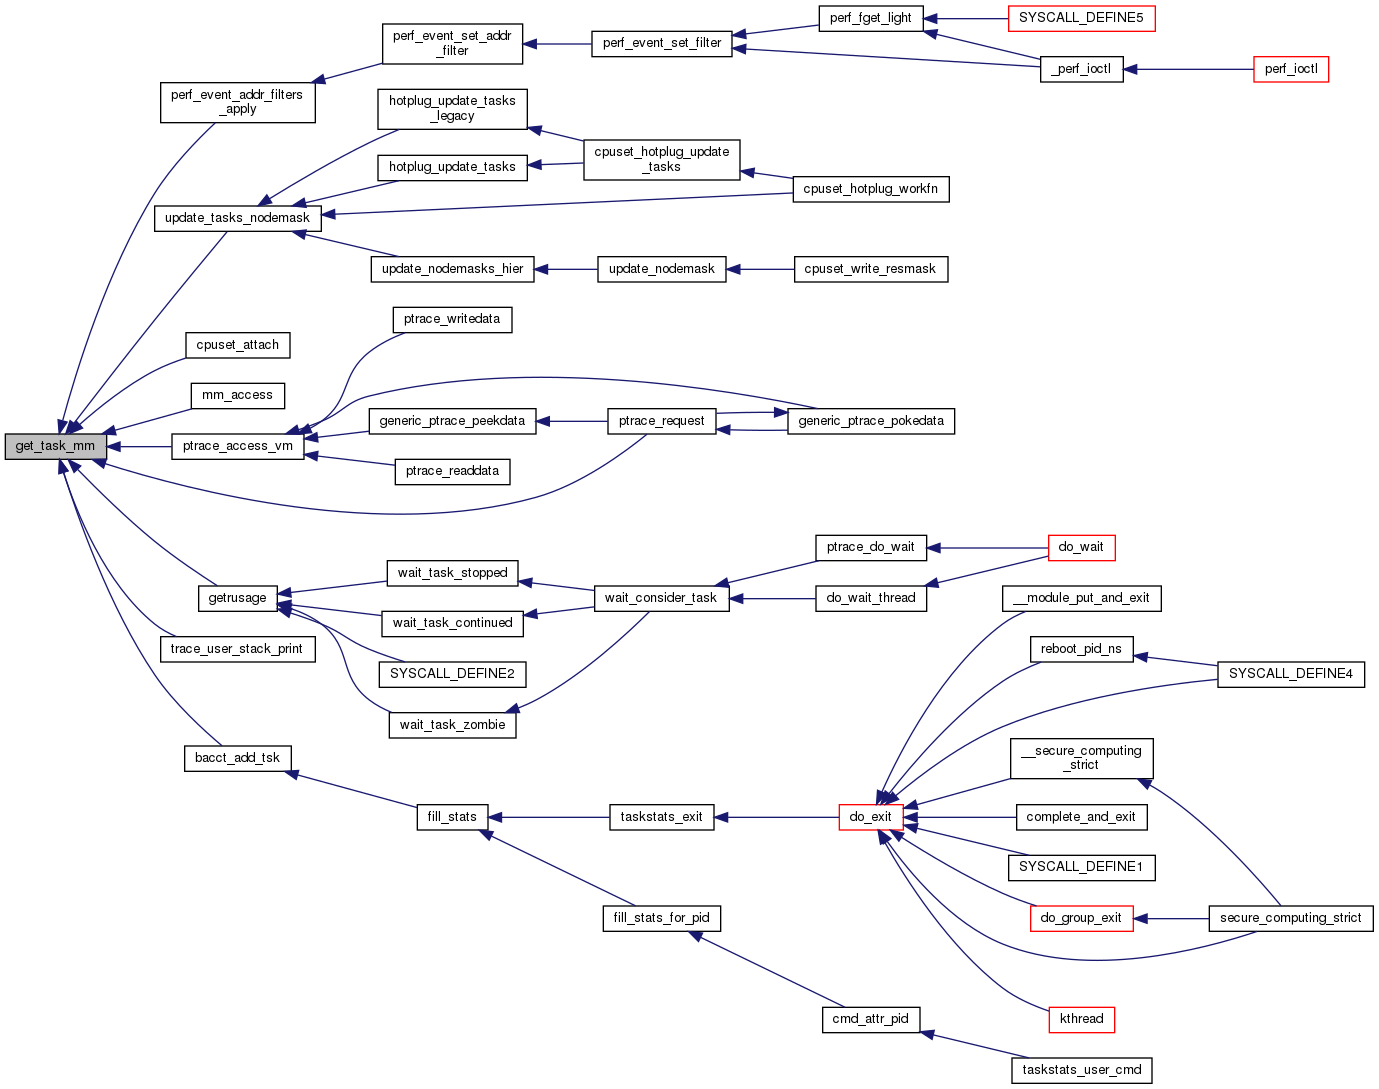 perf_fget_light
SYSCALL_DEFINE5
perf_event_set_addr
_filter
perf_event_set_filter
_perf_ioctl
perf_ioctl
perf_event_addr_filters
_apply
hotplug_update_tasks
_legacy
cpuset_hotplug_update
_tasks
hotplug_update_tasks
cpuset_hotplug_workfn
update_tasks_nodemask
update_nodemasks_hier
update_nodemask
cpuset_write_resmask
ptrace_writedata
cpuset_attach
mm_access
generic_ptrace_peekdata
ptrace_request
generic_ptrace_pokedata
get_task_mm
ptrace_access_vm
ptrace_readdata
ptrace_do_wait
do_wait
wait_task_stopped
getrusage
wait_consider_task
do_wait_thread
__module_put_and_exit
wait_task_continued
trace_user_stack_print
reboot_pid_ns
SYSCALL_DEFINE2
SYSCALL_DEFINE4
wait_task_zombie
bacct_add_tsk
__secure_computing
_strict
fill_stats
taskstats_exit
do_exit
complete_and_exit
SYSCALL_DEFINE1
fill_stats_for_pid
do_group_exit
secure_computing_strict
cmd_attr_pid
kthread
taskstats_user_cmd